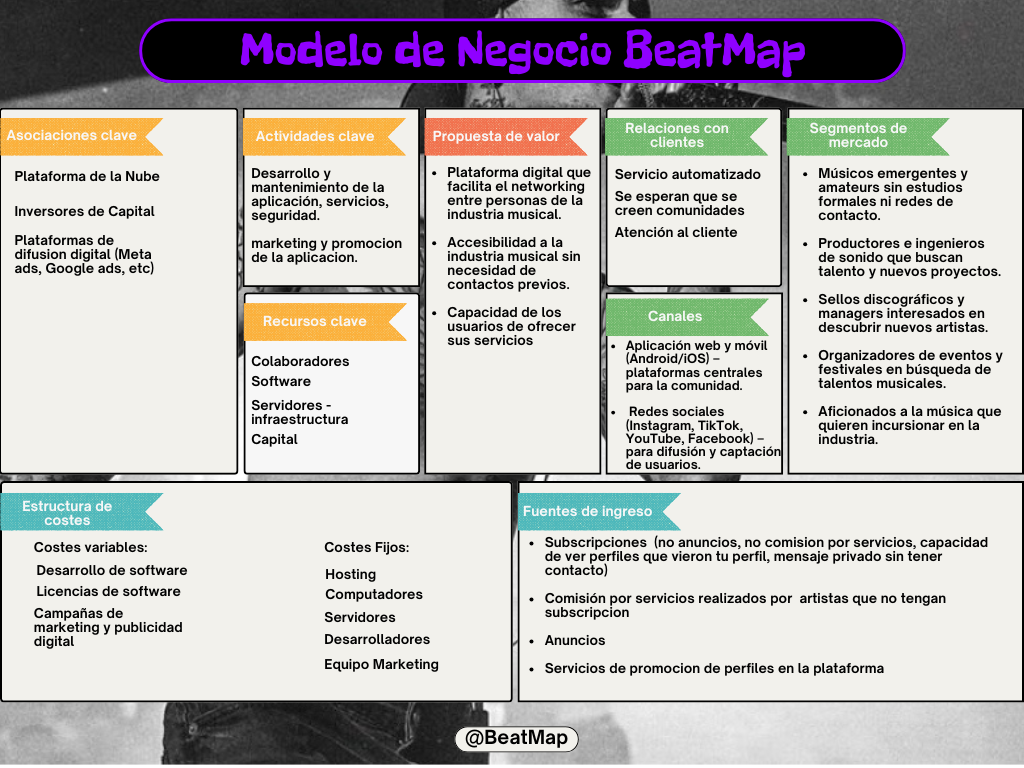 Modelo de Negocio BeatMap
Asociaciones clave
Plataforma de la Nube
Inversores de Capital
Plataformas de
difusion digital (Meta
ads, Google ads, etc)
Actividades clave
Desarrollo y
mantenimiento de la
aplicación, servicios,
seguridad.
marketing y promocion
de la aplicacion.
Recursos clave
Colaboradores
Software
Servidores -
infraestructura
Capital
Propuesta de valor
• Plataforma digital que
facilita el networking
entre personas de la
industria musical.
• Accesibilidad a la
industria musical sin
necesidad de
contactos previos.
• Capacidad de los
usuarios de ofrecer
sus servicios
Relaciones con
clientes
Servicio automatizado
Se esperan que se
creen comunidades
Atención al cliente
Canales
• Aplicación web y móvil
(Android/iOS) –
plataformas centrales
para la comunidad.
• Redes sociales
(Instagram, TikTok,
YouTube, Facebook) –
para difusión y captación
de usuarios.
Segmentos de
mercado
• Músicos emergentes y
amateurs sin estudios
formales ni redes de
contacto.
• Productores e ingenieros
de sonido que buscan
talento y nuevos proyectos.
• Sellos discográficos y
managers interesados en
descubrir nuevos artistas.
• Organizadores de eventos y
festivales en búsqueda de
talentos musicales.
• Aficionados a la música que
quieren incursionar en la
industria.
Estructura de
costes
Costes variables:
Desarrollo de software
Licencias de software
Campañas de
marketing y publicidad
digital
Costes Fijos:
Hosting
Computadores
Servidores
Desarrolladores
Equipo Marketing
Fuentes de ingreso
• Subscripciones (no anuncios, no comision por servicios, capacidad
de ver perfiles que vieron tu perfil, mensaje privado sin tener
contacto)
• Comisión por servicios realizados por artistas que no tengan
subscripcion
• Anuncios
• Servicios de promocion de perfiles en la plataforma
@BeatMap